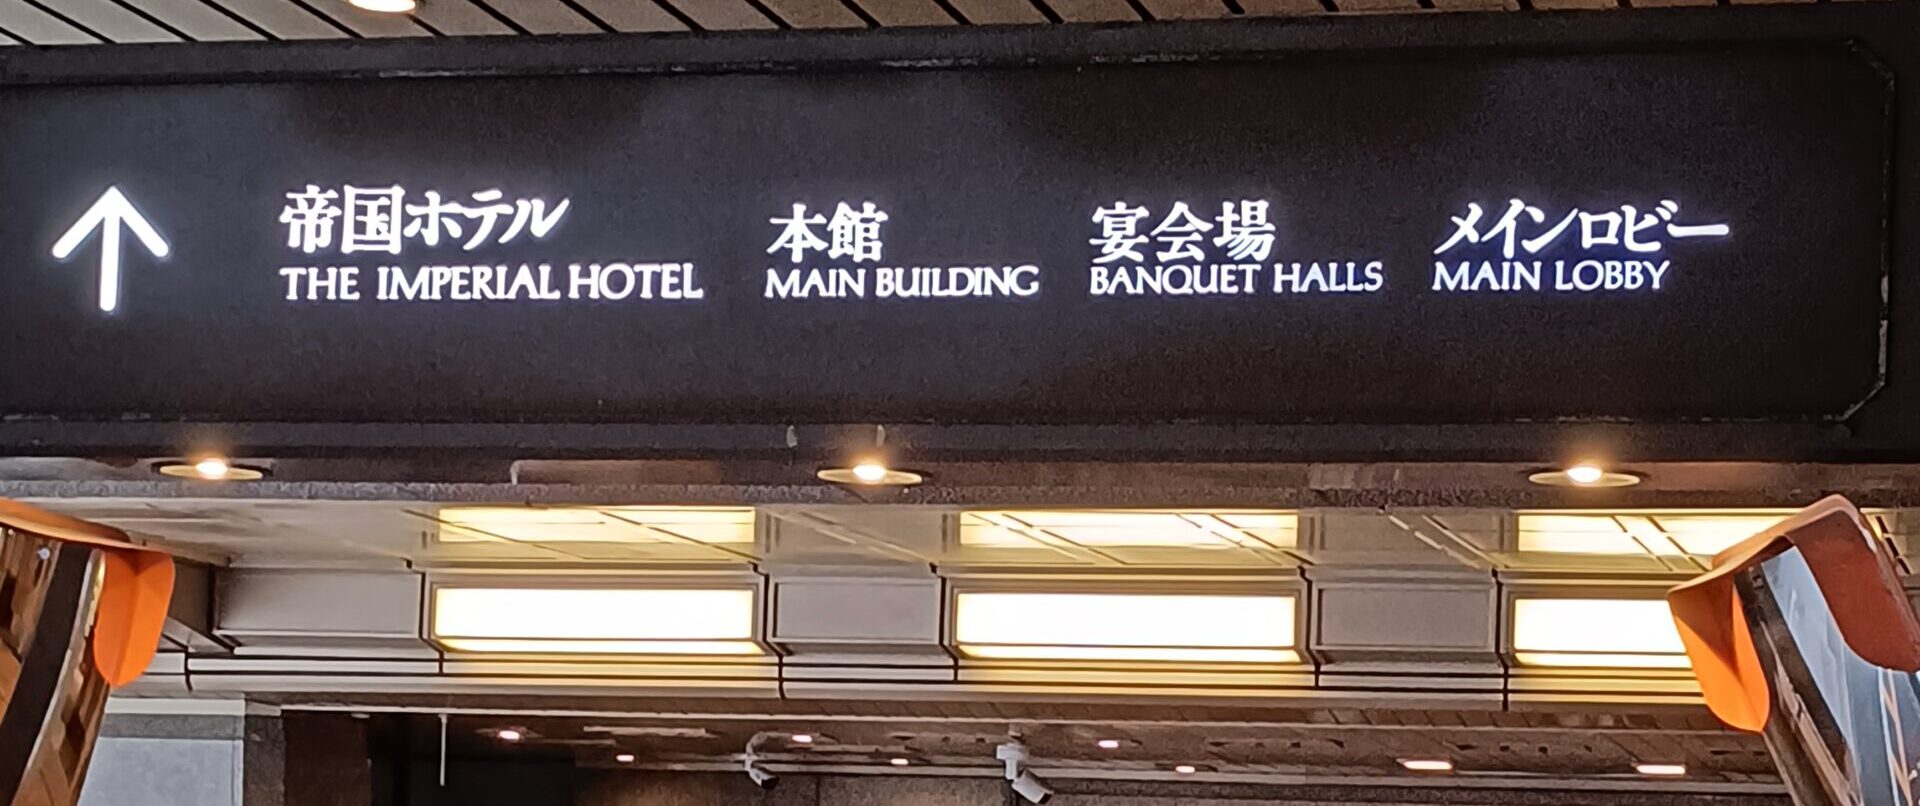 帝国ホテル
THE IMPERIAL HOTEL
本館
MAIN BUILDING
宴会場
BANQUET HALLS
メインロビー
MAIN LOBBY